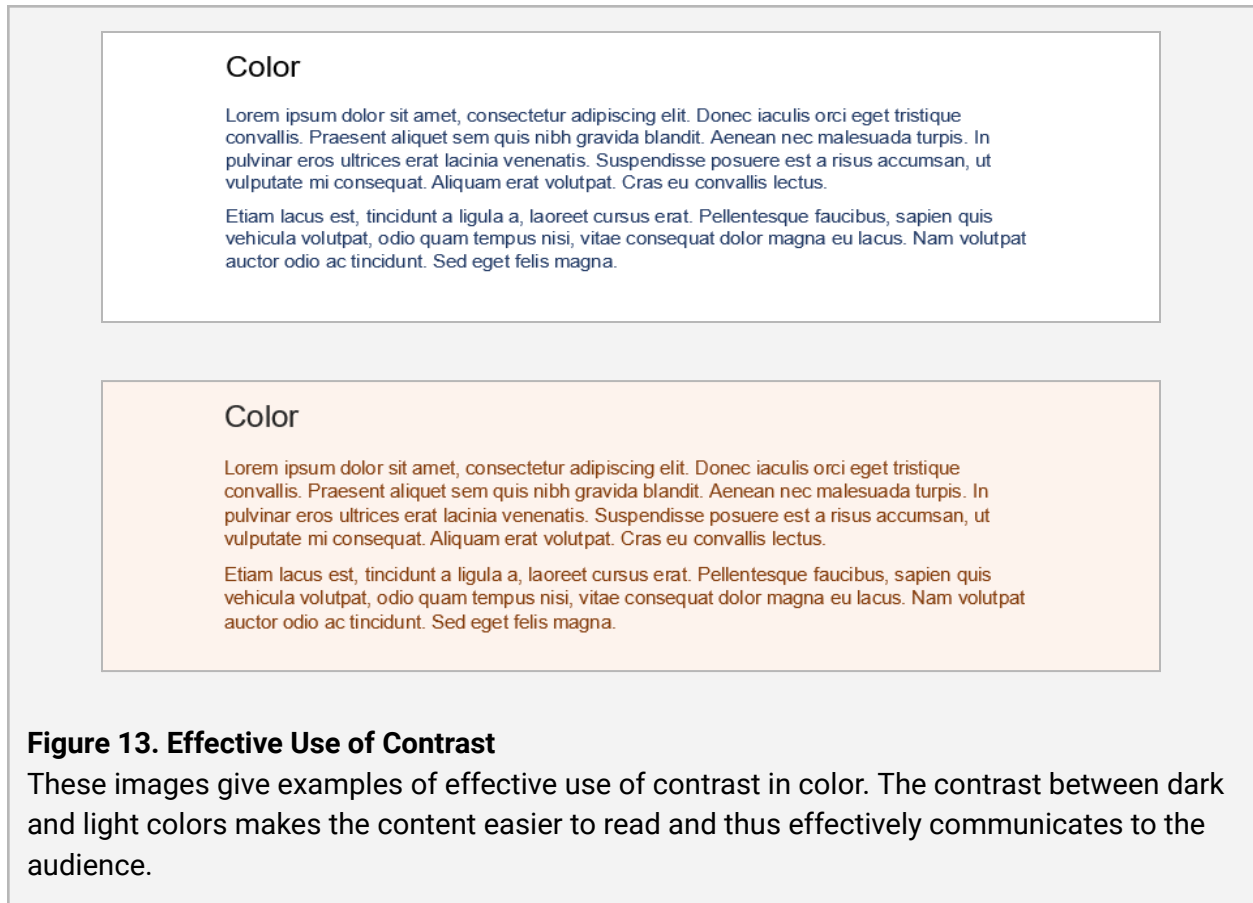 Color
Lorem ipsum dolor sit amet, consectetur adipiscing elit. Donec iaculis orci eget tristique
convallis. Praesent aliquet sem quis nibh gravida blandit. Aenean nec malesuada turpis. In
pulvinar eros ultrices erat lacinia venenatis. Suspendisse posuere est a risus accumsan, ut
vulputate mi consequat. Aliquam erat volutpat. Cras eu convallis lectus.
Etiam lacus est, tincidunt a ligula a, laoreet cursus erat. Pellentesque faucibus, sapien quis
vehicula volutpat, odio quam tempus nisi, vitae consequat dolor magna eu lacus. Nam volutpat
auctor odio ac tincidunt. Sed eget felis magna.
Color
Lorem ipsum dolor sit amet, consectetur adipiscing elit. Donec iaculis orci eget tristique
convallis. Praesent aliquet sem quis nibh gravida blandit. Aenean nec malesuada turpis. In
pulvinar eros ultrices erat lacinia venenatis. Suspendisse posuere est a risus accumsan, ut
vulputate mi consequat. Aliquam erat volutpat. Cras eu convallis lectus.
Etiam lacus est, tincidunt a ligula a, laoreet cursus erat. Pellentesque faucibus, sapien quis
vehicula volutpat, odio quam tempus nisi, vitae consequat dolor magna eu lacus. Nam volutpat
auctor odio ac tincidunt. Sed eget felis magna.
Figure 13. Effective Use of Contrast
These images give examples of effective use of contrast in color. The contrast between dark
and light colors makes the content easier to read and thus effectively communicates to the
audience.